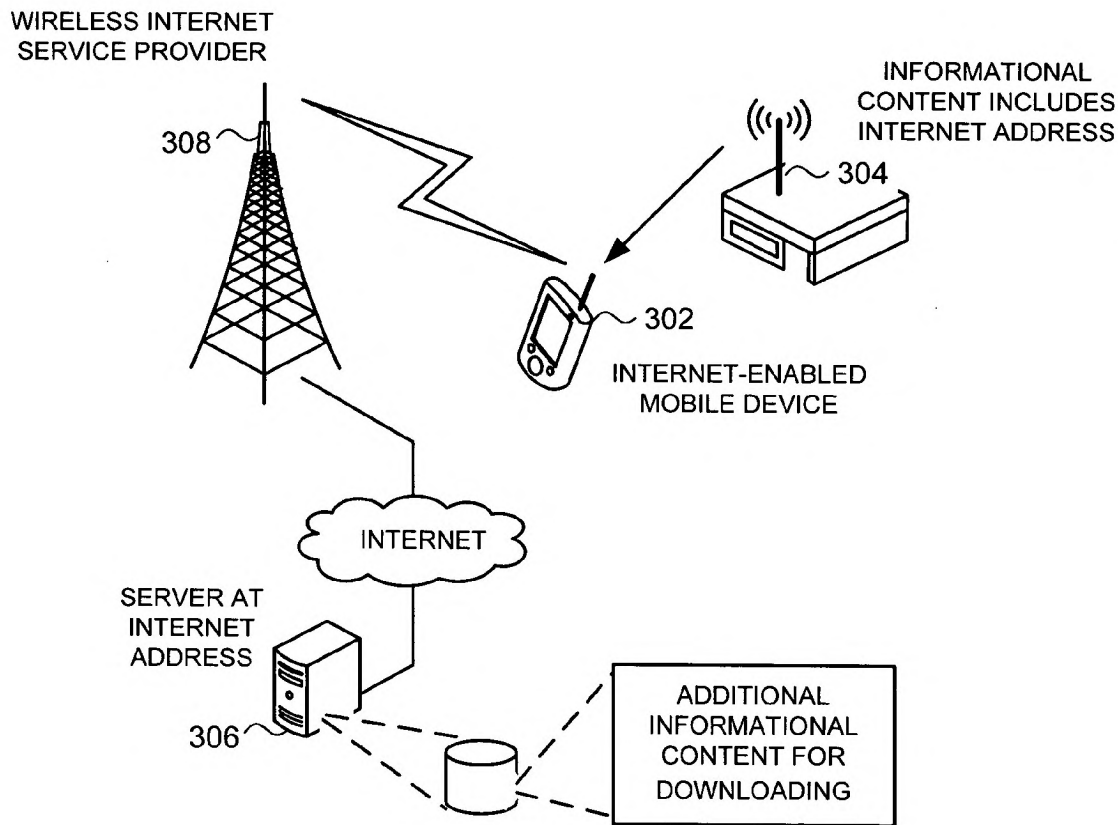 WIRELESS INTERNET
SERVICE PROVIDER
308
INFORMATIONAL
CONTENT INCLUDES
INTERNET ADDRESS
304
302
INTERNET-ENABLED
MOBILE DEVICE
INTERNET
SERVER AT
INTERNET
ADDRESS
306
ADDITIONAL
INFORMATIONAL
CONTENT FOR
DOWNLOADING